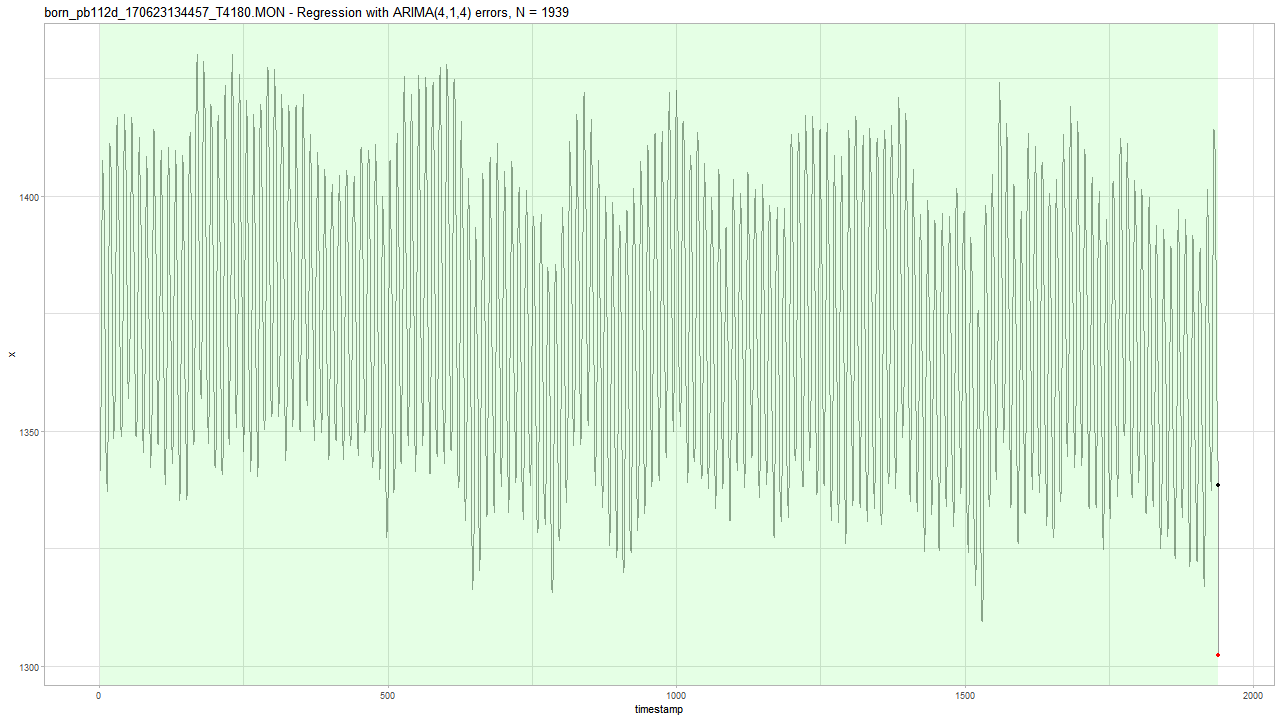 born_pb112d_170623134457_T4180.MON - Regression with ARIMA(4,1,4) errors, N = 1939
1400
1350
1300
x
0 500 1000 1500 2000
timestamp